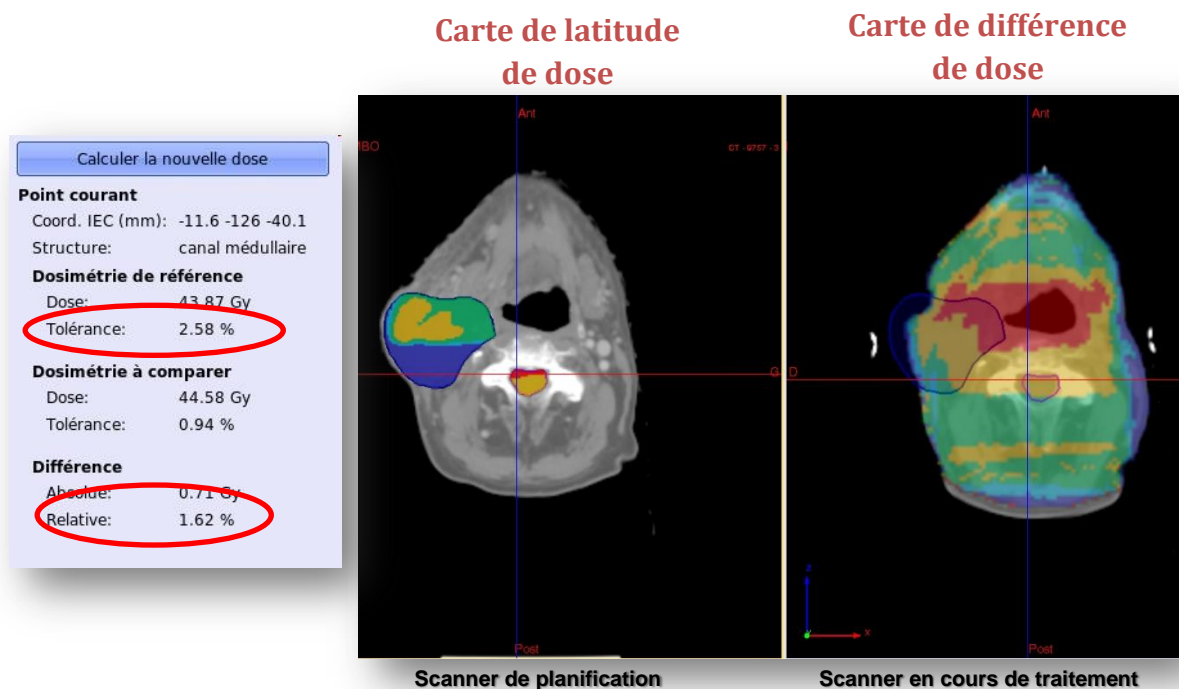 Carte de latitude
de dose
Carte de différence
de dose
Calculer la nouvelle dose
Point courant
Coord. IEC (mm): -11.6 -126 -40.1
Structure: canal médullaire
Dosimétrie de référence
Dose: 43.87 Gy
Tolérance: 2.58 %
Dosimétrie à comparer
Dose: 44.58 Gy
Tolérance: 0.94 %
Différence
Absolue: 0.71 Gy
Relative: 1.62 %
Ant
Post
Ant
D
z
x
Post
Scanner de planification
Scanner en cours de traitement